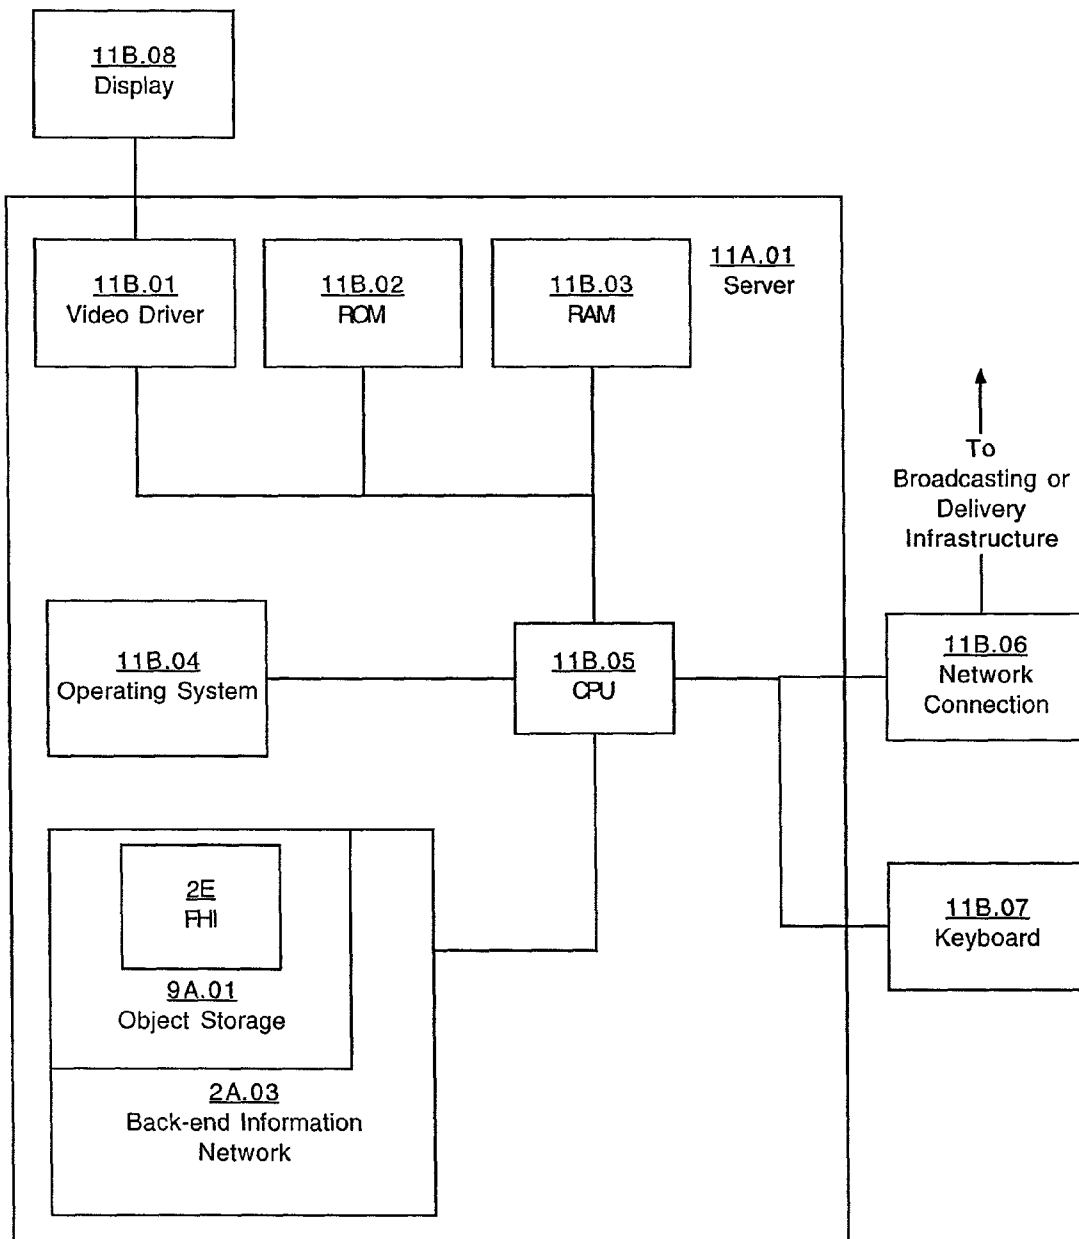 11B.08
Display
11B.01
Video Driver
11B.02
ROM
11B.03
RAM
11A.01
Server
To
Broadcasting or
Delivery
Infrastructure
11B.04
Operating System
11B.05
CPU
11B.06
Network
Connection
2E
FHI
9A.01
Object Storage
2A.03
Back-end Information
Network
11B.07
Keyboard